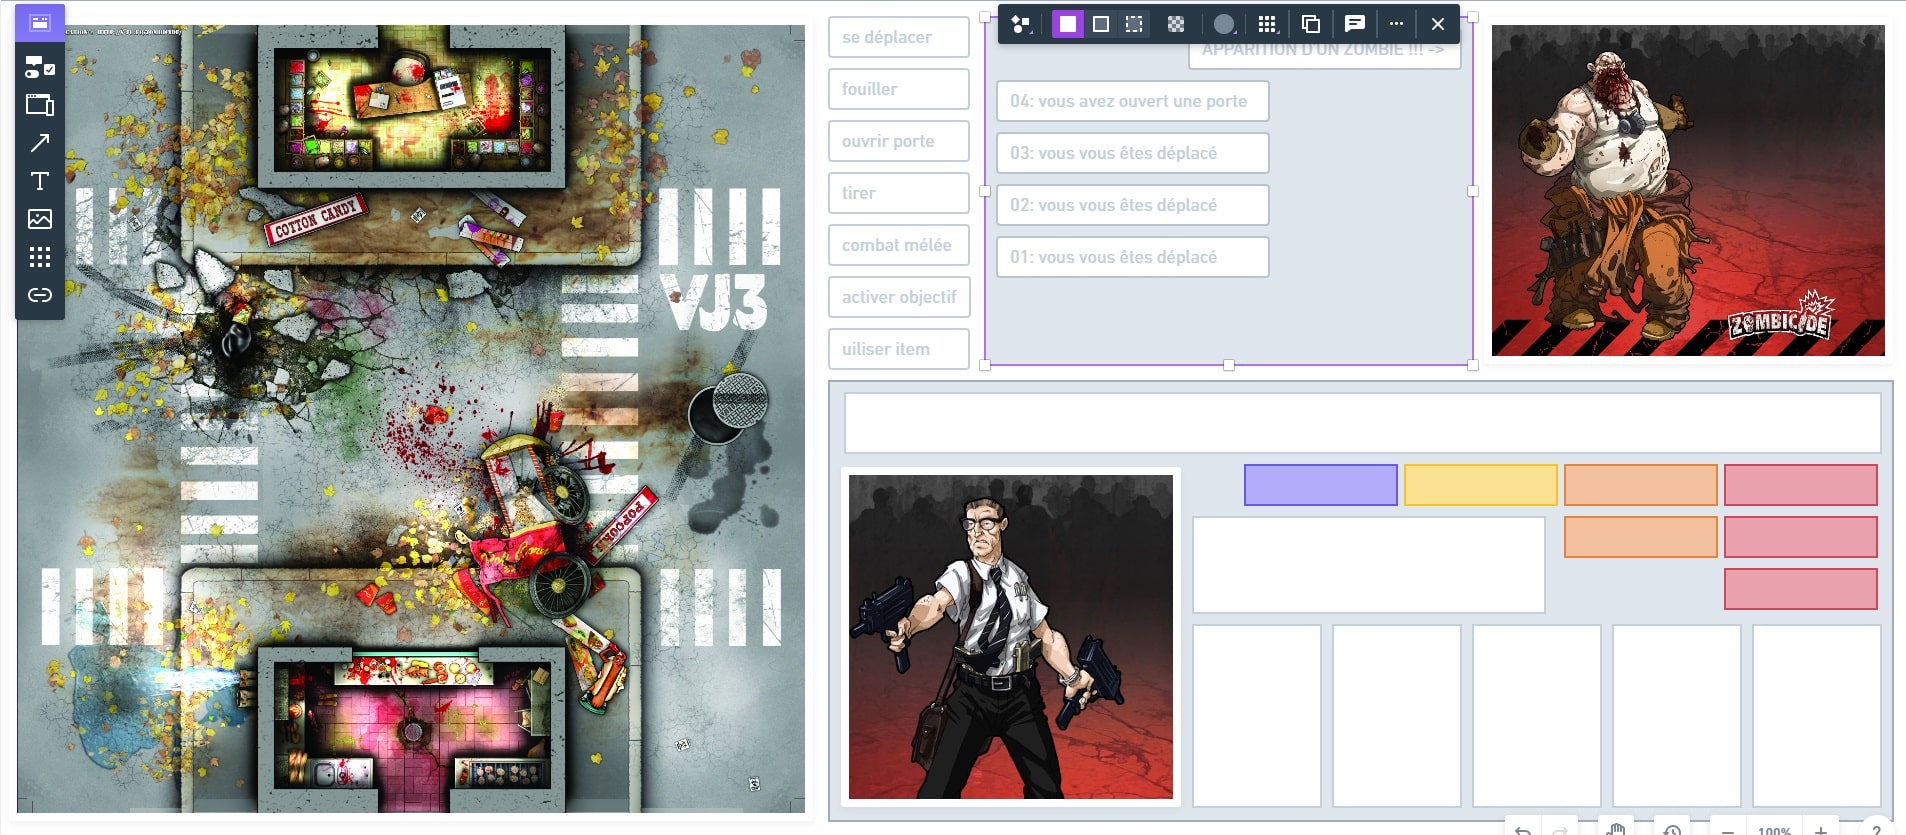 se déplacer
fouiller
ouvrir porte
tirer
combat mélée
activer objectif
uiliser item
APPARITION D'UN ZOMBIE !!! ->
04: vous avez ouvert une porte
03: vous vous êtes déplacé
02: vous vous êtes déplacé
01: vous vous êtes déplacé
COTTON CANDY
VJ3
POPCORN
ZOMBICIDE
100%
?
T